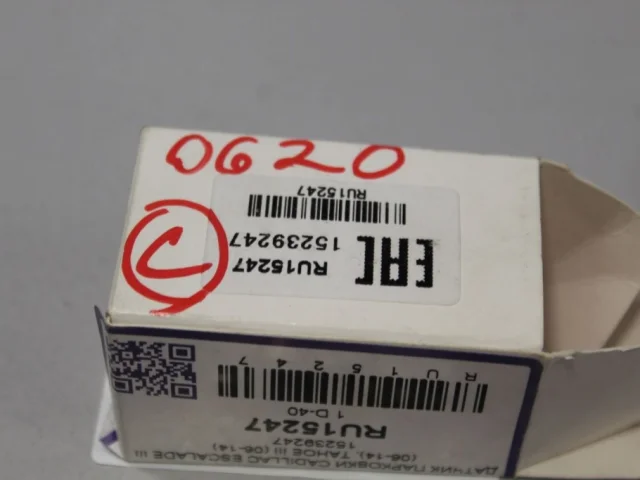 0620
C
RU15247
15239247
RU15247
EAC
ДАТЧИК ПАРКОВКИ CADILLAC ESCALADE III
(06-14), TAHOE III (06-14)
15239247
RU15247
1 D-40
R U 1 5 2 4 7